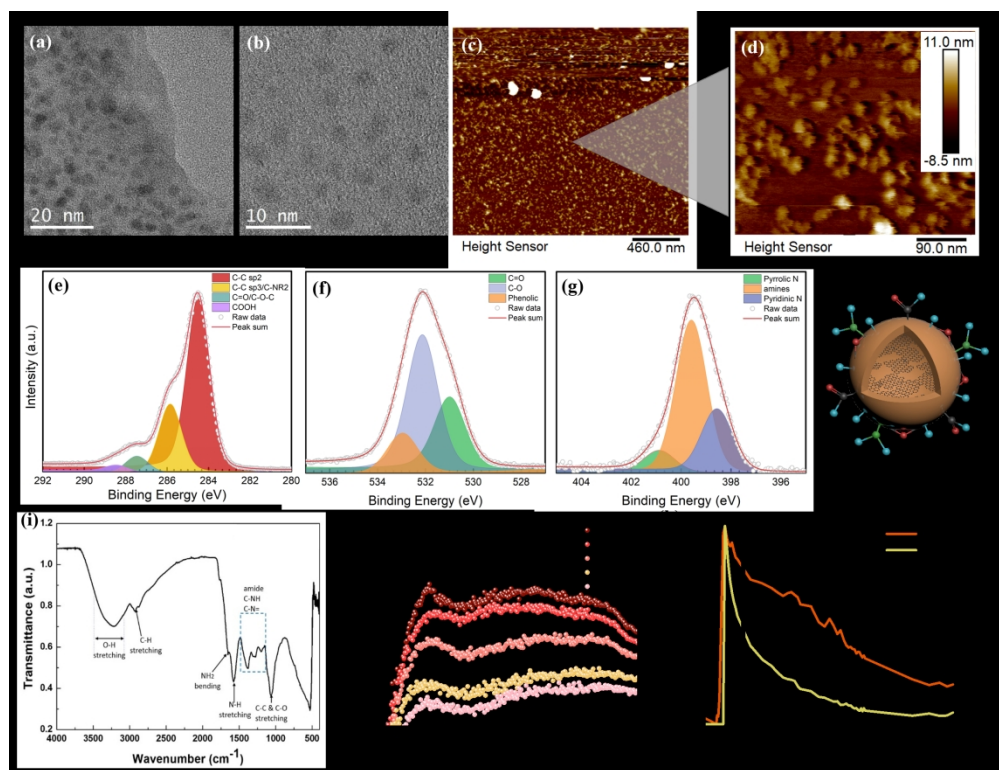 (a)
20 nm
(b)
10 nm
(c)
Height Sensor
460.0 nm
(d)
11.0 nm
-8.5 nm
Height Sensor
90.0 nm
(e)
C-C sp2
C-C sp3/C-NR2
C=O/C-O-C
COOH
Raw data
Peak sum
Intensity (a.u.)
292 290 288 286 284 282 280
Binding Energy (eV)
(f)
C=O
C-O
Phenolic
Raw data
Peak sum
536 534 532 530 528
Binding Energy (eV)
(g)
Pyrrolic N
amines
Pyridinic N
Raw data
Peak sum
404 402 400 398 396
Binding Energy (eV)
(i)
Transmittance (a.u.)
1.2
1.0
0.8
0.6
0.4
0.2
O-H
stretching
C-H
stretching
NH2
bending
N-H
stretching
amide
C-NH
C-N=
C-C & C-O
stretching
4000 3500 3000 2500 2000 1500 1000 500
Wavenumber (cm-1)